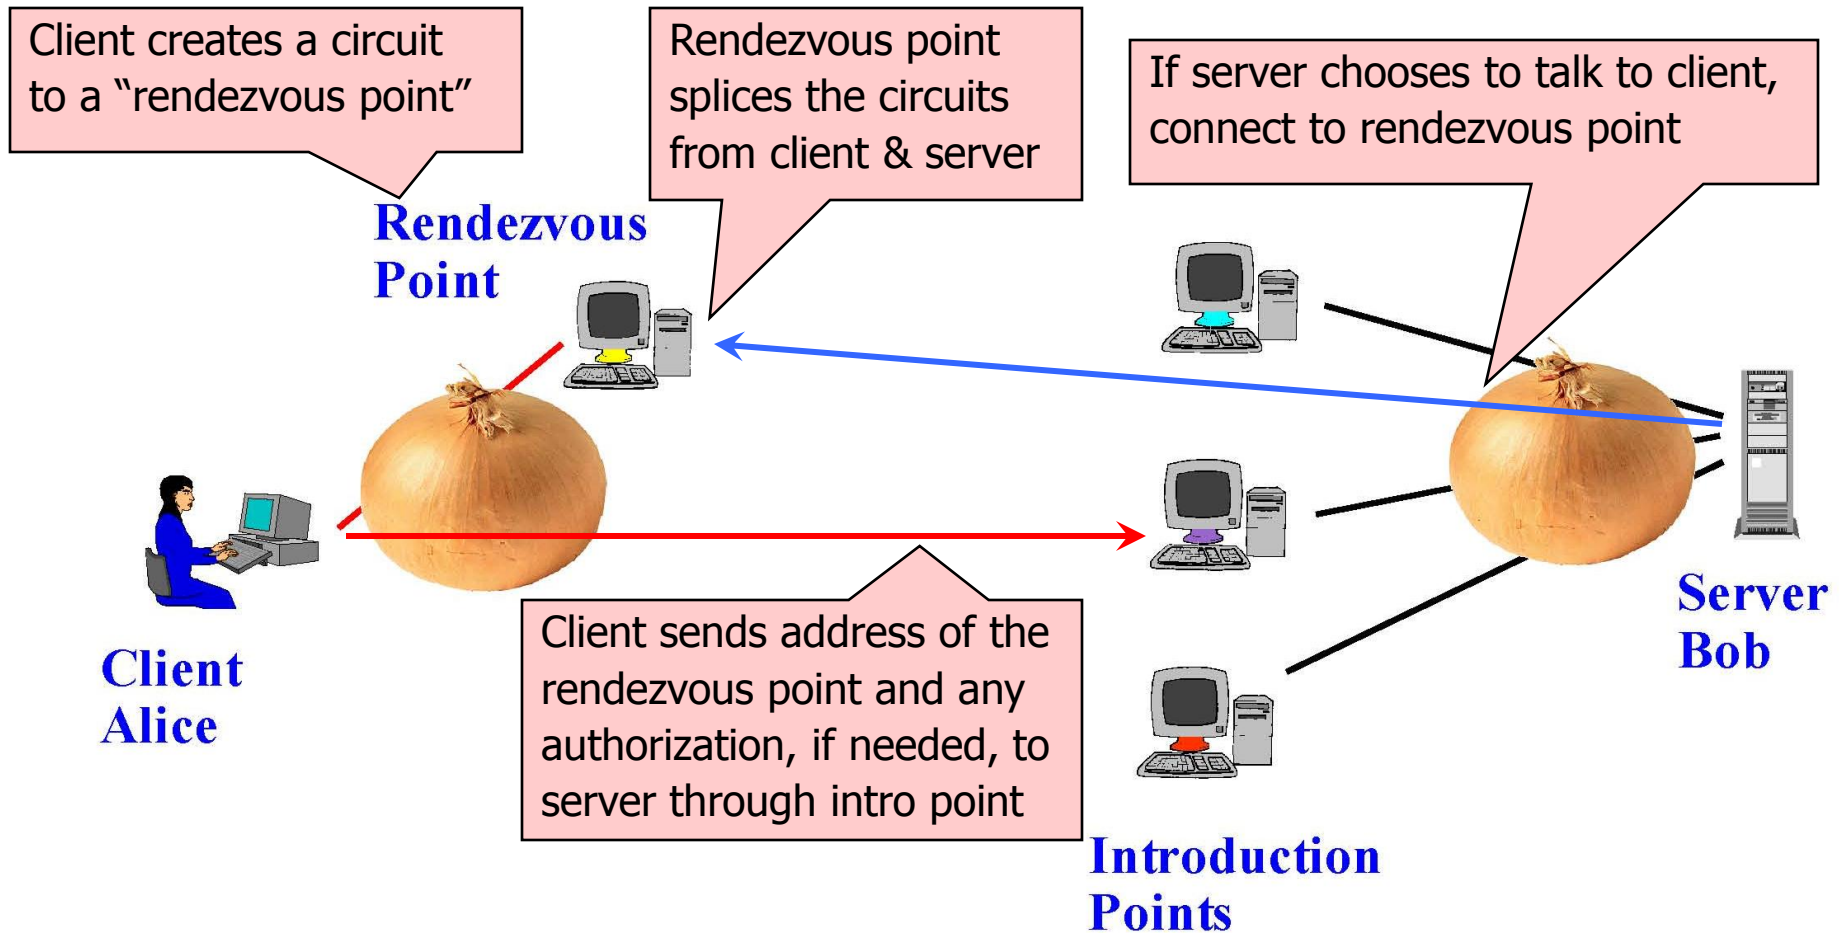 Client creates a circuit
to a “rendezvous point”
Rendezvous point
splices the circuits
from client & server
If server chooses to talk to client,
connect to rendezvous point
Rendezvous
Point
Client
Alice
Client sends address of the
rendezvous point and any
authorization, if needed, to
server through intro point
Server
Bob
Introduction
Points